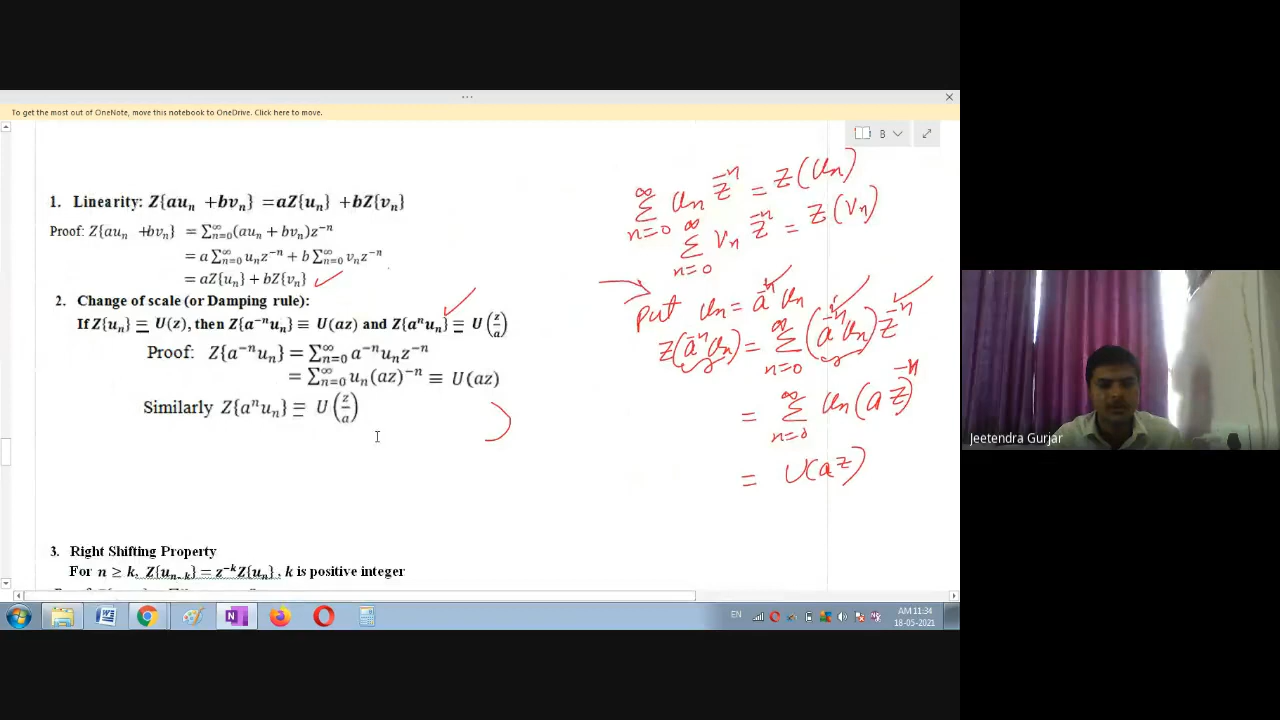 To get the most out of OneNote, move this notebook to OneDrive. Click here to move.
B
1. Linearity: Z{au_n + bv_n} = aZ{u_n} + bZ{v_n}
Proof: Z{au_n + bv_n} = ∑_{n=0}^{∞}(au_n + bv_n)z^{-n}
= a∑_{n=0}^{∞} u_n z^{-n} + b∑_{n=0}^{∞} v_n z^{-n}
= aZ{u_n} + bZ{v_n}
2. Change of scale (or Damping rule):
If Z{u_n} ≡ U(z), then Z{a^{-n}u_n} ≡ U(az) and Z{a^n u_n} ≡ U(z/a)
Proof: Z{a^{-n}u_n} = ∑_{n=0}^{∞} a^{-n}u_n z^{-n}
= ∑_{n=0}^{∞} u_n(az)^{-n} ≡ U(az)
Similarly Z{a^n u_n} ≡ U(z/a)
3. Right Shifting Property
For n ≥ k, Z{u_{n-k}} = z^{-k}Z{u_n}, k is positive integer
∑_{n=0}^{∞} u_n z^{-n} = Z(u_n)
∑_{n=0}^{∞} v_n z^{-n} = Z(v_n)
Put u_n = a^{-n} u_n
Z(a^{-n} u_n) = ∑_{n=0}^{∞} (a^{-n} u_n) z^{-n}
= ∑_{n=0}^{∞} u_n (a z)^{-n}
= U(az)
Jeetendra Gurjar
EN
AM 11:34
18-05-2021